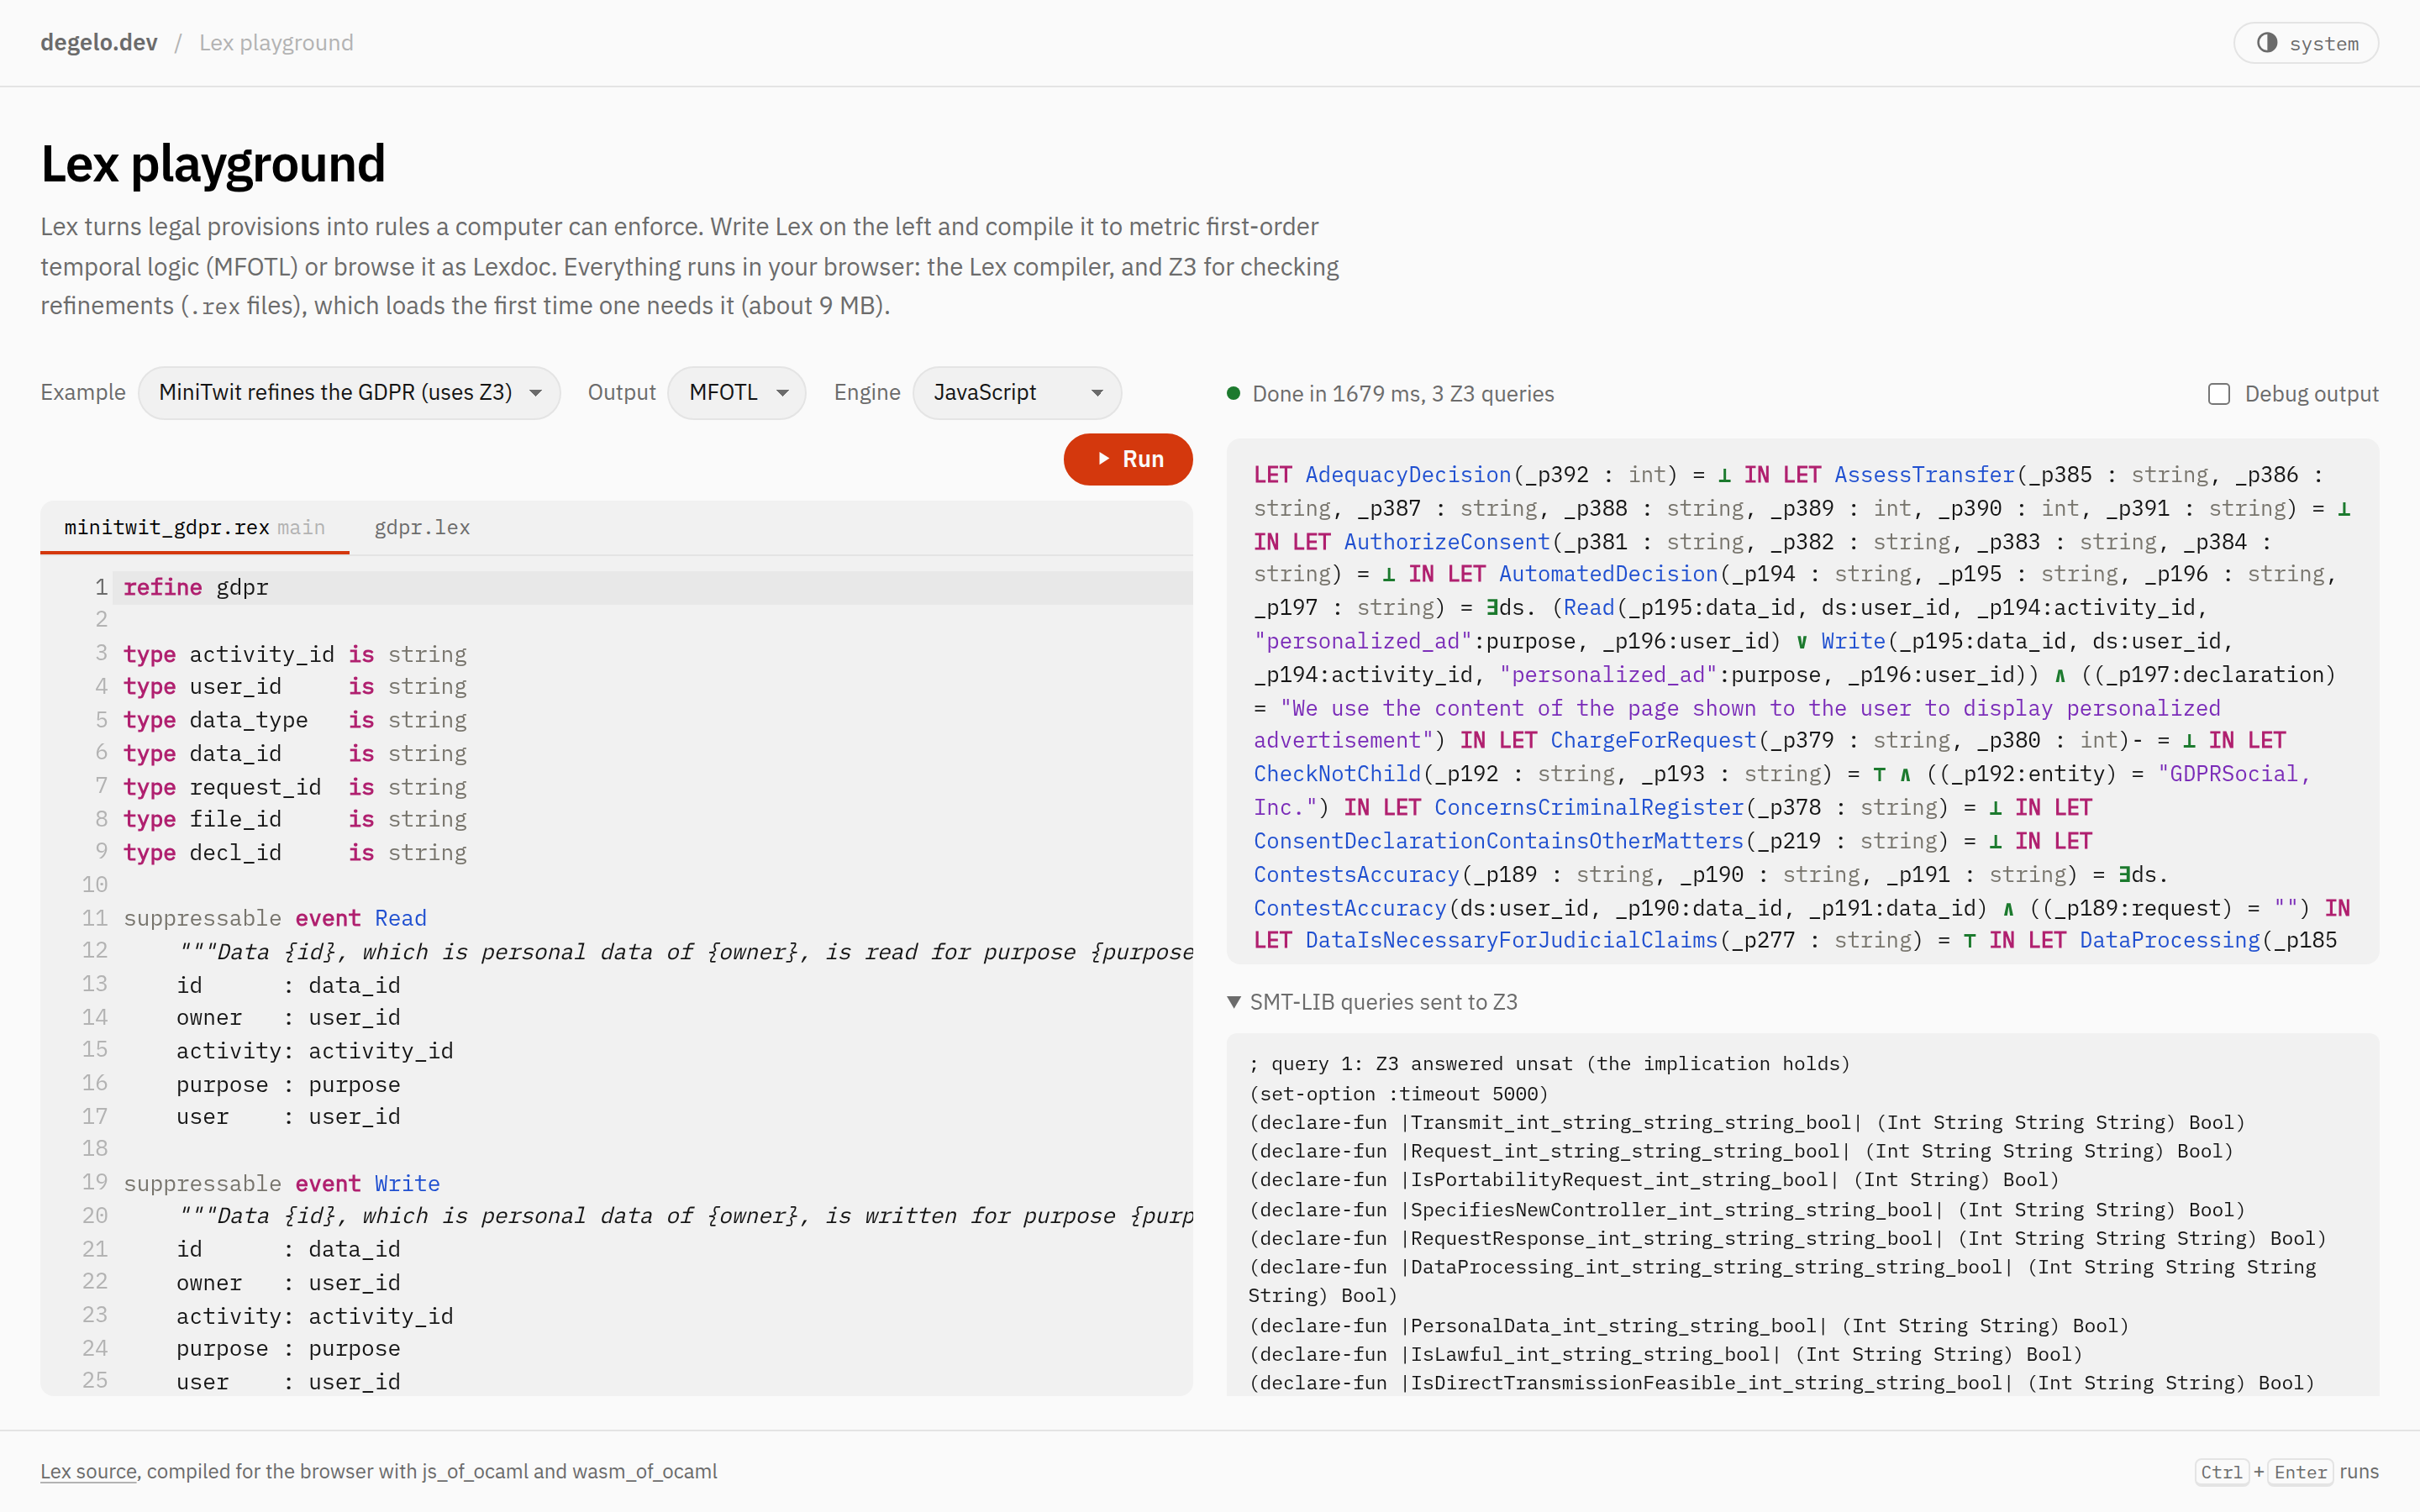 degelo.dev / Lex playground
system
Lex playground
Lex turns legal provisions into rules a computer can enforce. Write Lex on the left and compile it to metric first-order
temporal logic (MFOTL) or browse it as Lexdoc. Everything runs in your browser: the Lex compiler, and Z3 for checking
refinements (.rex files), which loads the first time one needs it (about 9 MB).
Example MiniTwit refines the GDPR (uses Z3) Output MFOTL Engine JavaScript
Run
minitwit_gdpr.rex main gdpr.lex
1 refine gdpr
2
3 type activity_id is string
4 type user_id     is string
5 type data_type   is string
6 type data_id     is string
7 type request_id  is string
8 type file_id     is string
9 type decl_id     is string
10
11 suppressable event Read
12     """Data {id}, which is personal data of {owner}, is read for purpose {purpose
13     id      : data_id
14     owner   : user_id
15     activity: activity_id
16     purpose : purpose
17     user    : user_id
18
19 suppressable event Write
20     """Data {id}, which is personal data of {owner}, is written for purpose {purp
21     id      : data_id
22     owner   : user_id
23     activity: activity_id
24     purpose : purpose
25     user    : user_id
Done in 1679 ms, 3 Z3 queries
Debug output
LET AdequacyDecision(_p392 : int) = ⊥ IN LET AssessTransfer(_p385 : string, _p386 :
string, _p387 : string, _p388 : string, _p389 : int, _p390 : int, _p391 : string) = ⊥
IN LET AuthorizeConsent(_p381 : string, _p382 : string, _p383 : string, _p384 :
string) = ⊥ IN LET AutomatedDecision(_p194 : string, _p195 : string, _p196 : string,
_p197 : string) = ∃ds. (Read(_p195:data_id, ds:user_id, _p194:activity_id,
"personalized_ad":purpose, _p196:user_id) ∨ Write(_p195:data_id, ds:user_id,
_p194:activity_id, "personalized_ad":purpose, _p196:user_id)) ∧ ((_p197:declaration)
= "We use the content of the page shown to the user to display personalized
advertisement") IN LET ChargeForRequest(_p379 : string, _p380 : int)- = ⊥ IN LET
CheckNotChild(_p192 : string, _p193 : string) = ⊤ ∧ ((_p192:entity) = "GDPRSocial,
Inc.") IN LET ConcernsCriminalRegister(_p378 : string) = ⊥ IN LET
ConsentDeclarationContainsOtherMatters(_p219 : string) = ⊥ IN LET
ContestsAccuracy(_p189 : string, _p190 : string, _p191 : string) = ∃ds.
ContestAccuracy(ds:user_id, _p190:data_id, _p191:data_id) ∧ ((_p189:request) = "") IN
LET DataIsNecessaryForJudicialClaims(_p277 : string) = ⊤ IN LET DataProcessing(_p185
▼ SMT-LIB queries sent to Z3
; query 1: Z3 answered unsat (the implication holds)
(set-option :timeout 5000)
(declare-fun |Transmit_int_string_string_string_bool| (Int String String String) Bool)
(declare-fun |Request_int_string_string_string_bool| (Int String String String) Bool)
(declare-fun |IsPortabilityRequest_int_string_bool| (Int String) Bool)
(declare-fun |SpecifiesNewController_int_string_string_bool| (Int String String) Bool)
(declare-fun |RequestResponse_int_string_string_string_bool| (Int String String String) Bool)
(declare-fun |DataProcessing_int_string_string_string_string_bool| (Int String String String
String) Bool)
(declare-fun |PersonalData_int_string_string_bool| (Int String String) Bool)
(declare-fun |IsLawful_int_string_string_bool| (Int String String) Bool)
(declare-fun |IsDirectTransmissionFeasible_int_string_string_bool| (Int String String) Bool)
Lex source, compiled for the browser with js_of_ocaml and wasm_of_ocaml
Ctrl + Enter runs